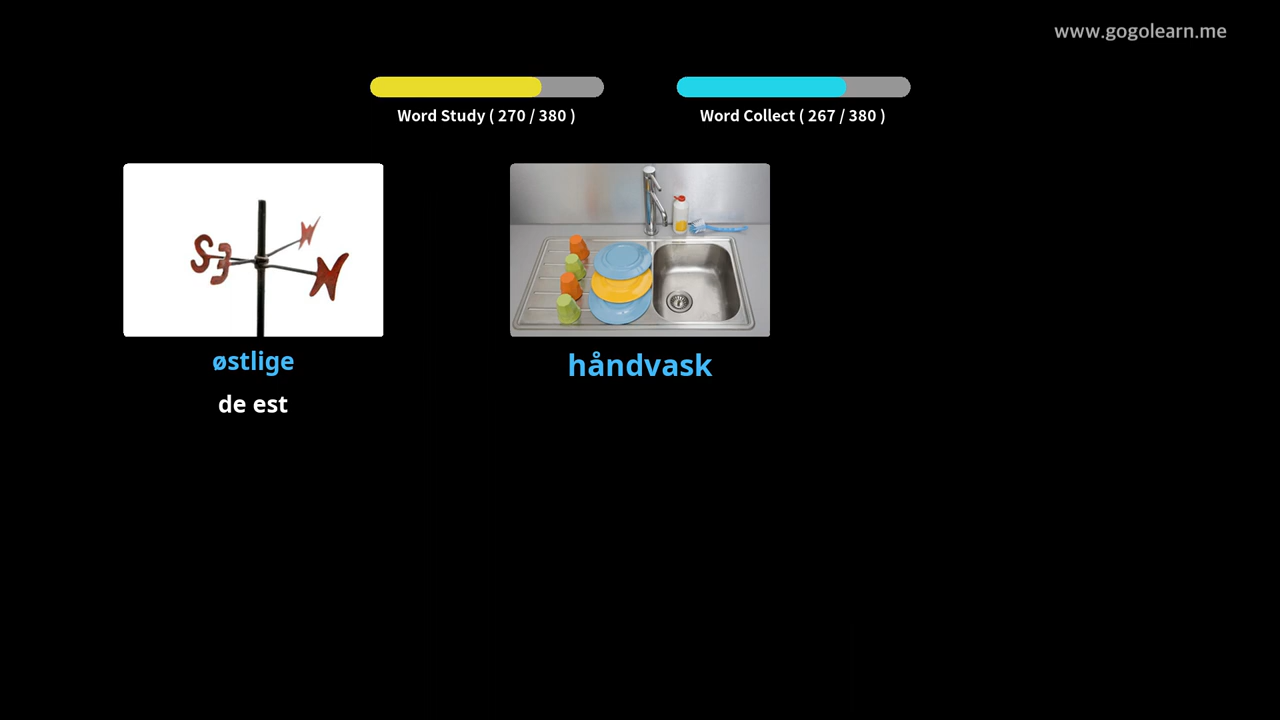 www.gogolearn.me
Word Study ( 270 / 380 )
Word Collect ( 267 / 380 )
S E N
østlige
de est
håndvask